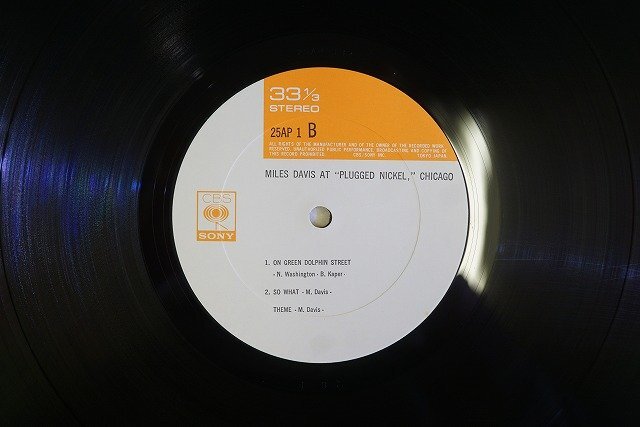 33⅓
STEREO
25AP 1 B
ALL RIGHTS OF THE MANUFACTURER AND OF THE OWNER OF THE RECORDED WORK
RESERVED. UNAUTHORIZED PUBLIC PERFORMANCE, BROADCASTING AND COPYING OF
THIS RECORD PROHIBITED CBS/SONY INC. TOKYO JAPAN.
MILES DAVIS AT “PLUGGED NICKEL,” CHICAGO
CBS
SONY
1. ON GREEN DOLPHIN STREET
- N. Washington - B. Kaper -
2. SO WHAT - M. Davis -
THEME - M. Davis -